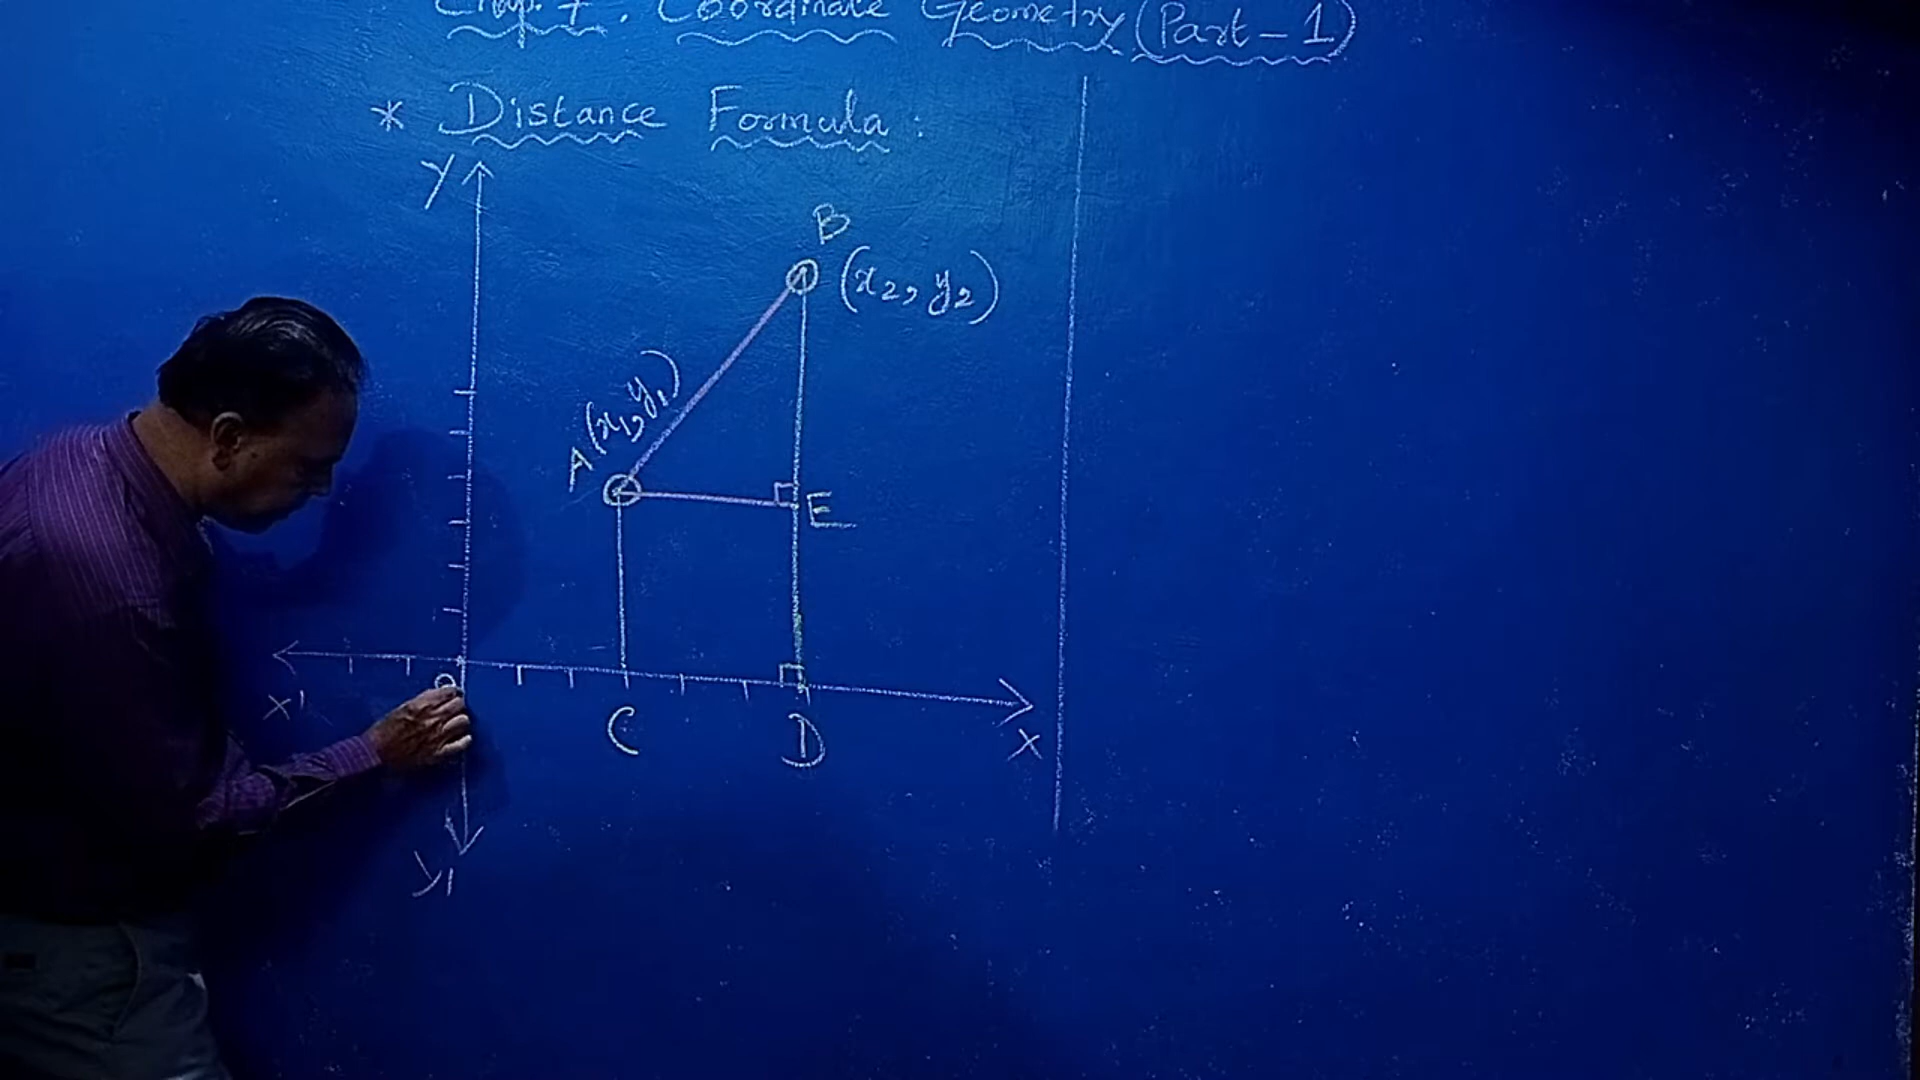 Chap. 7. Coordinate Geometry (Part-1)
* Distance Formula :
Y
B
(x2, y2)
A (x1, y1)
E
O
X'
C
D
X
Y'